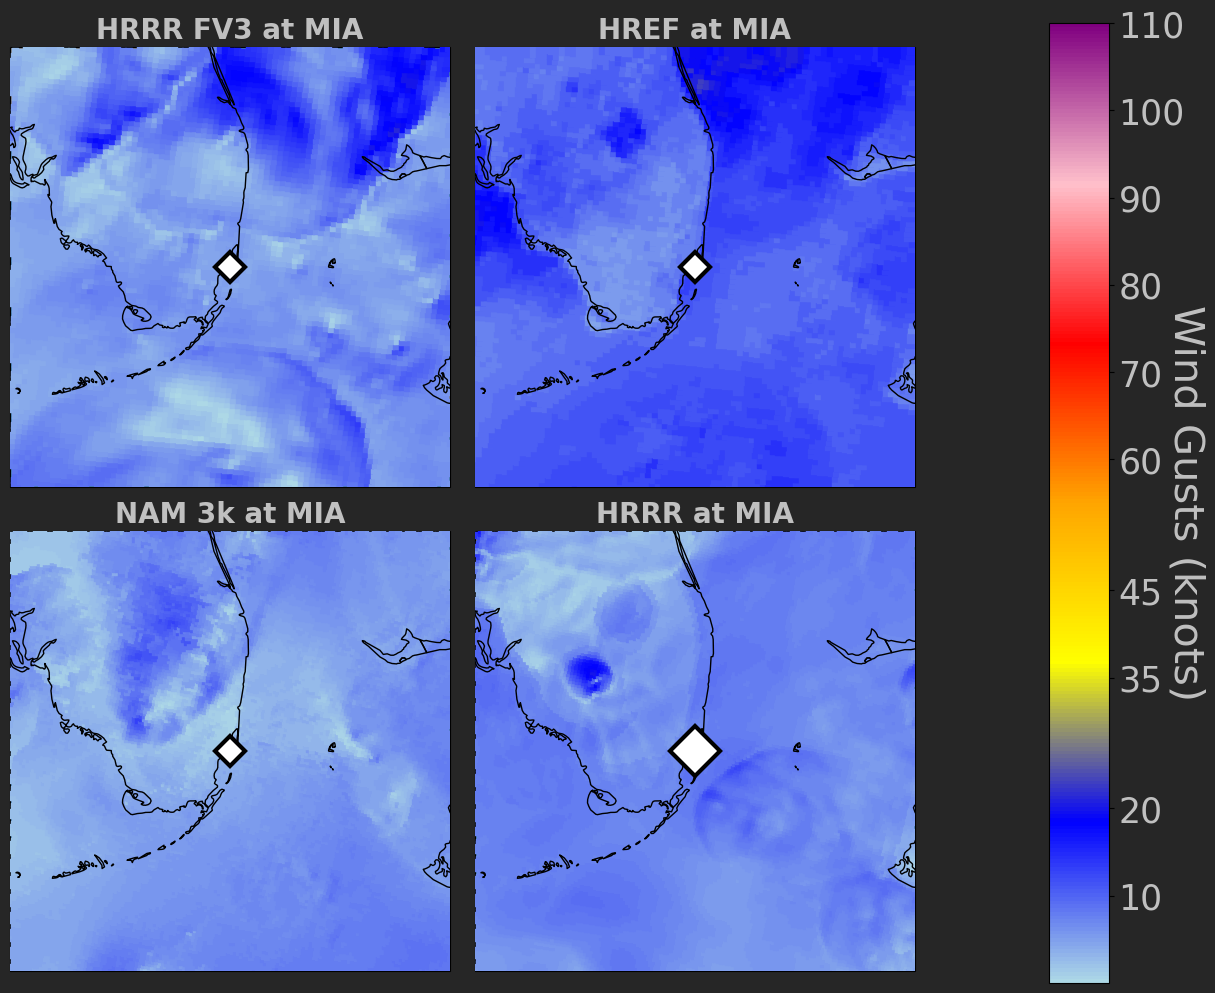 HRRR FV3 at MIA
HREF at MIA
NAM 3k at MIA
HRRR at MIA
110
100
90
80
70
60
45
35
20
10
Wind Gusts (knots)